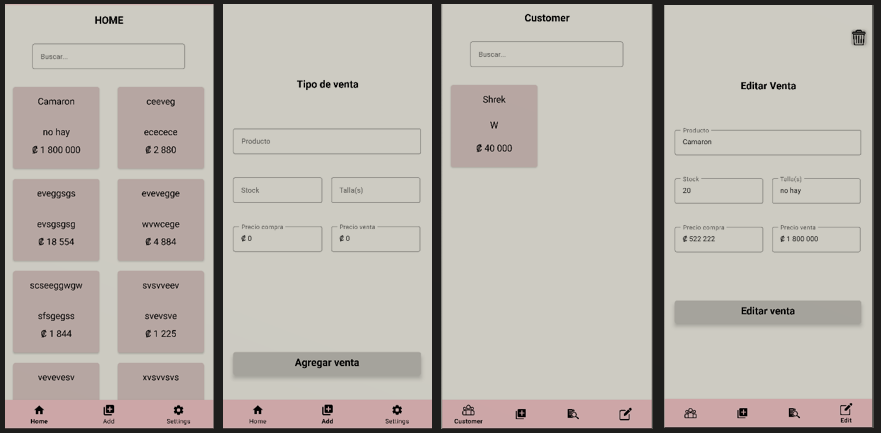 HOME
Buscar...
Camaron
no hay
₡ 1 800 000
ceeveg
ececece
₡ 2 880
eveggsgs
evsgsgsg
₡ 18 554
evevegge
wvwcege
₡ 4 884
scseeggwgw
sfsgegss
₡ 1 844
svsvveev
svevsve
₡ 1 225
vevevesv
xvsvvsvs
Home
Add
Settings
Tipo de venta
Producto
Stock
Talla(s)
Precio compra
₡ 0
Precio venta
₡ 0
Agregar venta
Home
Add
Settings
Customer
Buscar...
Shrek
W
₡ 40 000
Customer
Editar Venta
Producto
Camaron
Stock
20
Talla(s)
no hay
Precio compra
₡ 522 222
Precio venta
₡ 1 800 000
Editar venta
Edit